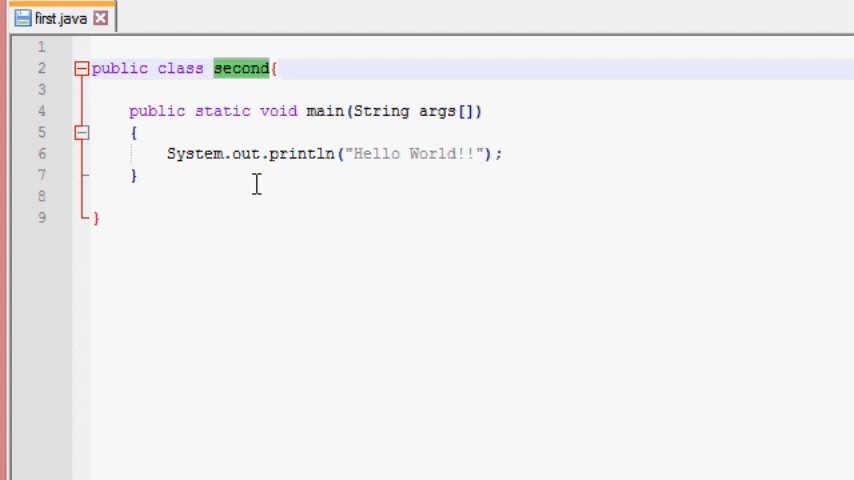 first.java
1
2 public class second{
3
4 public static void main(String args[])
5 {
6 System.out.println("Hello World!!");
7 }
8
9 }